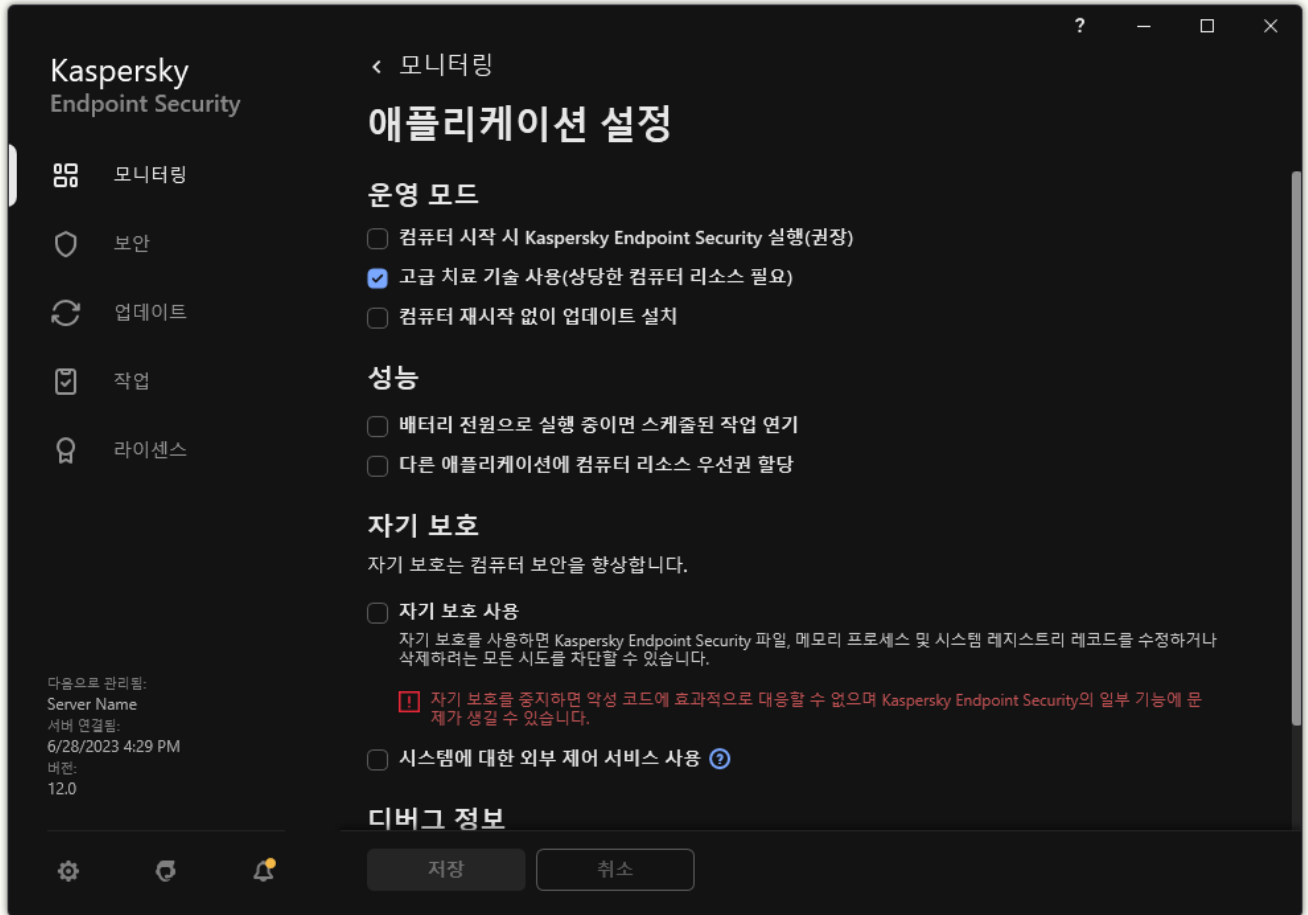 ?
Kaspersky
Endpoint Security
모니터링
보안
업데이트
작업
라이센스
다음으로 관리됨:
Server Name
서버 연결됨:
6/28/2023 4:29 PM
버전:
12.0
모니터링
애플리케이션 설정
운영 모드
컴퓨터 시작 시 Kaspersky Endpoint Security 실행(권장)
고급 치료 기술 사용(상당한 컴퓨터 리소스 필요)
컴퓨터 재시작 없이 업데이트 설치
성능
배터리 전원으로 실행 중이면 스케줄된 작업 연기
다른 애플리케이션에 컴퓨터 리소스 우선권 할당
자기 보호
자기 보호는 컴퓨터 보안을 향상합니다.
자기 보호 사용
자기 보호를 사용하면 Kaspersky Endpoint Security 파일, 메모리 프로세스 및 시스템 레지스트리 레코드를 수정하거나
삭제하려는 모든 시도를 차단할 수 있습니다.
자기 보호를 중지하면 악성 코드에 효과적으로 대응할 수 없으며 Kaspersky Endpoint Security의 일부 기능에 문
제가 생길 수 있습니다.
시스템에 대한 외부 제어 서비스 사용 ?
디버그 정보
저장
취소